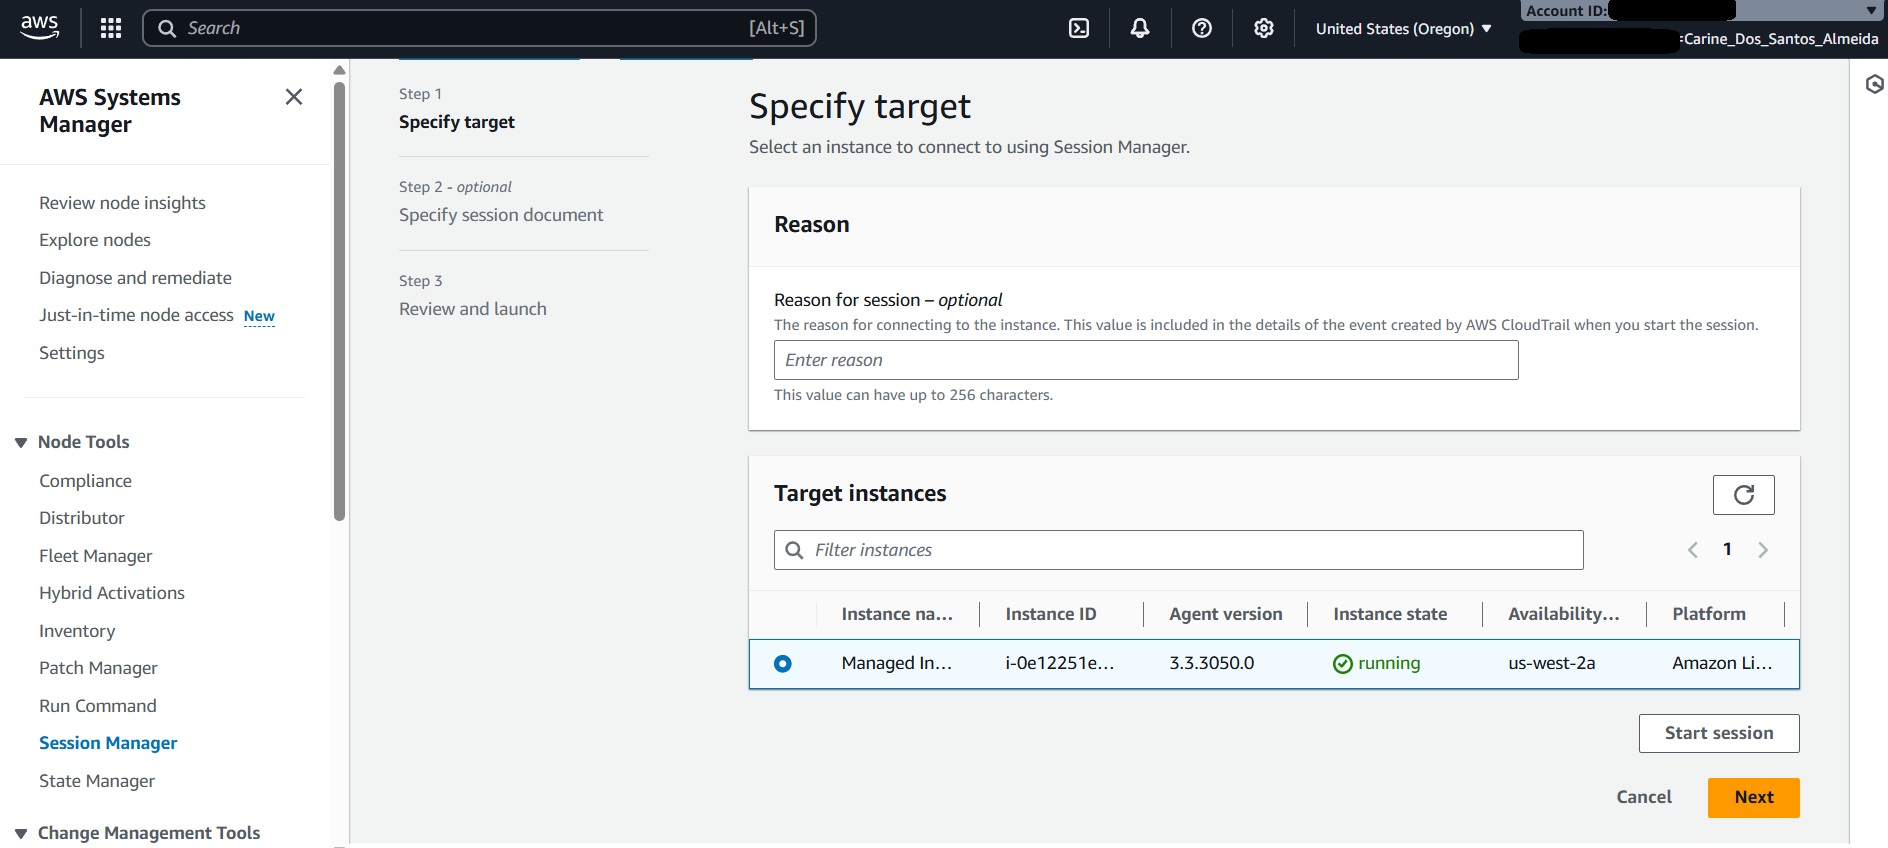 aws
Search
[Alt+S]
United States (Oregon)
Account ID:
Carine_Dos_Santos_Almeida
AWS Systems
Manager
Review node insights
Explore nodes
Diagnose and remediate
Just-in-time node access New
Settings
Node Tools
Compliance
Distributor
Fleet Manager
Hybrid Activations
Inventory
Patch Manager
Run Command
Session Manager
State Manager
Change Management Tools
Step 1
Specify target
Step 2 - optional
Specify session document
Step 3
Review and launch
Specify target
Select an instance to connect to using Session Manager.
Reason
Reason for session – optional
The reason for connecting to the instance. This value is included in the details of the event created by AWS CloudTrail when you start the session.
Enter reason
This value can have up to 256 characters.
Target instances
Filter instances
1
Instance na... Instance ID Agent version Instance state Availability... Platform
Managed In... i-0e12251e... 3.3.3050.0 running us-west-2a Amazon Li...
Start session
Cancel Next